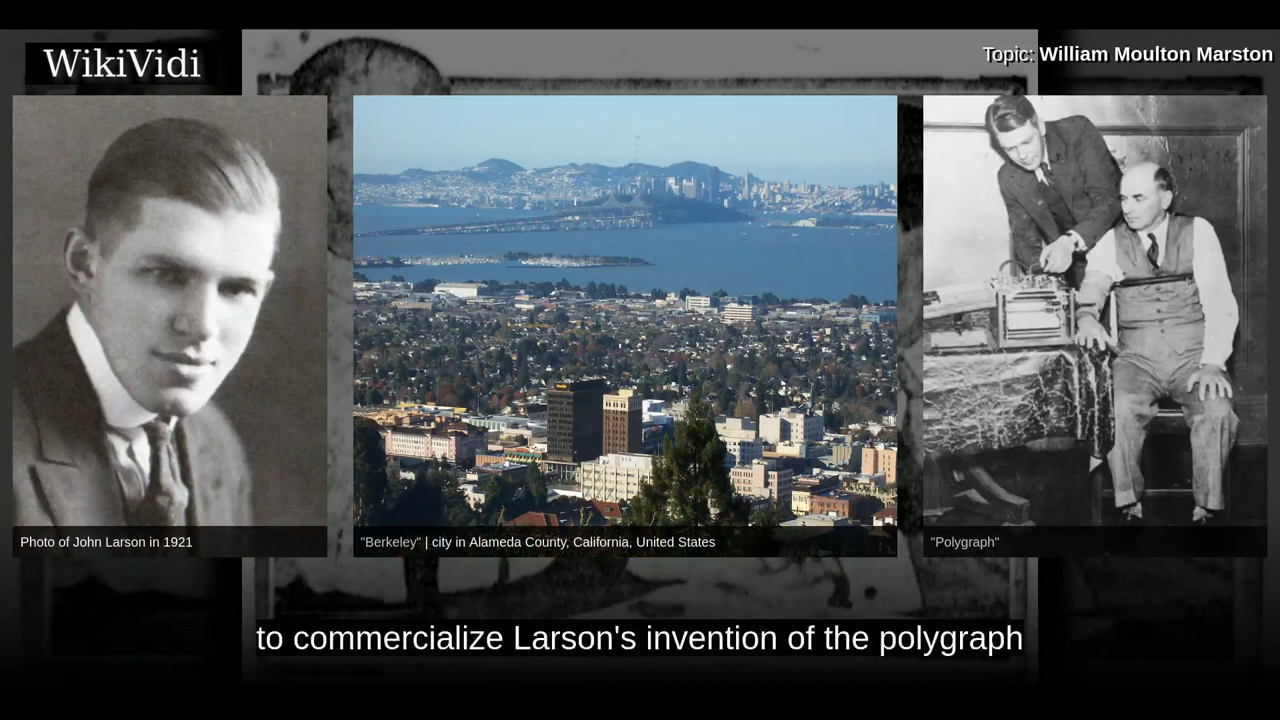 WikiVidi
Topic: William Moulton Marston
Photo of John Larson in 1921
"Berkeley" | city in Alameda County, California, United States
"Polygraph"
to commercialize Larson's invention of the polygraph